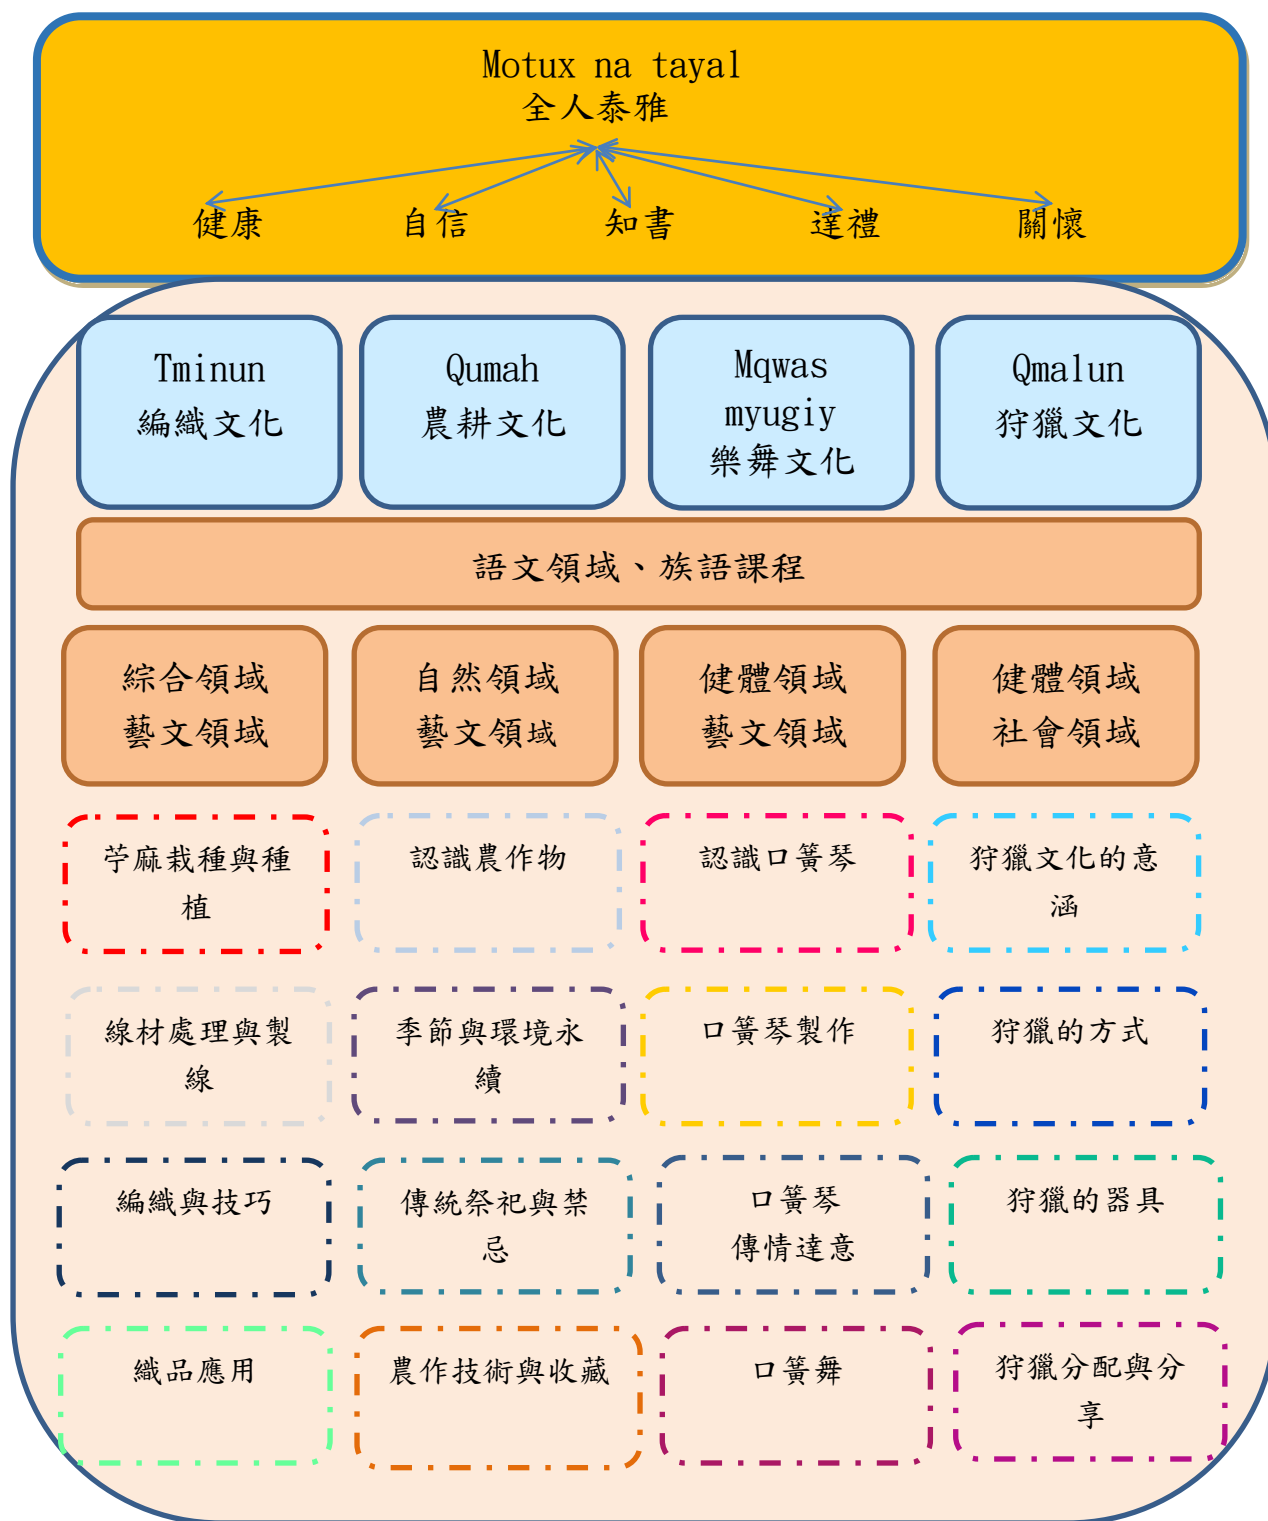 Motux na tayal
全人泰雅
健康
自信
知書
達禮
關懷
Tminun
編織文化
Qumah
農耕文化
Mqwas
myugiy
樂舞文化
Qmalun
狩獵文化
語文領域、族語課程
綜合領域
藝文領域
自然領域
藝文領域
健體領域
藝文領域
健體領域
社會領域
苧麻栽種與種
植
認識農作物
認識口簧琴
狩獵文化的意
涵
線材處理與製
線
季節與環境永
續
口簧琴製作
狩獵的方式
編織與技巧
傳統祭祀與禁
忌
口簧琴
傳情達意
狩獵的器具
織品應用
農作技術與收藏
口簧舞
狩獵分配與分
享